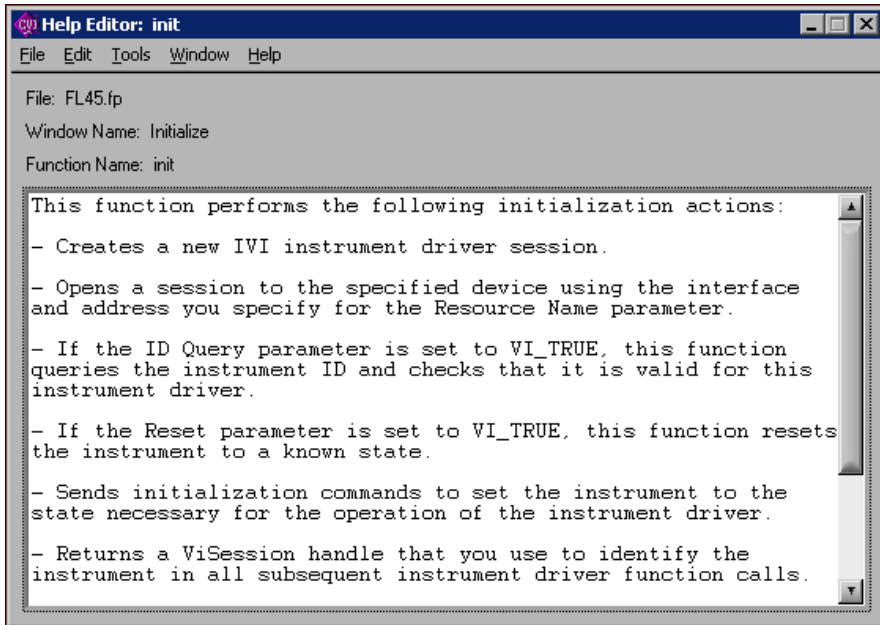 CVI Help Editor: init
File Edit Tools Window Help
File: FL45.fp
Window Name: Initialize
Function Name: init
This function performs the following initialization actions:
- Creates a new IVI instrument driver session.
- Opens a session to the specified device using the interface
and address you specify for the Resource Name parameter.
- If the ID Query parameter is set to VI_TRUE, this function
queries the instrument ID and checks that it is valid for this
instrument driver.
- If the Reset parameter is set to VI_TRUE, this function resets
the instrument to a known state.
- Sends initialization commands to set the instrument to the
state necessary for the operation of the instrument driver.
- Returns a ViSession handle that you use to identify the
instrument in all subsequent instrument driver function calls.